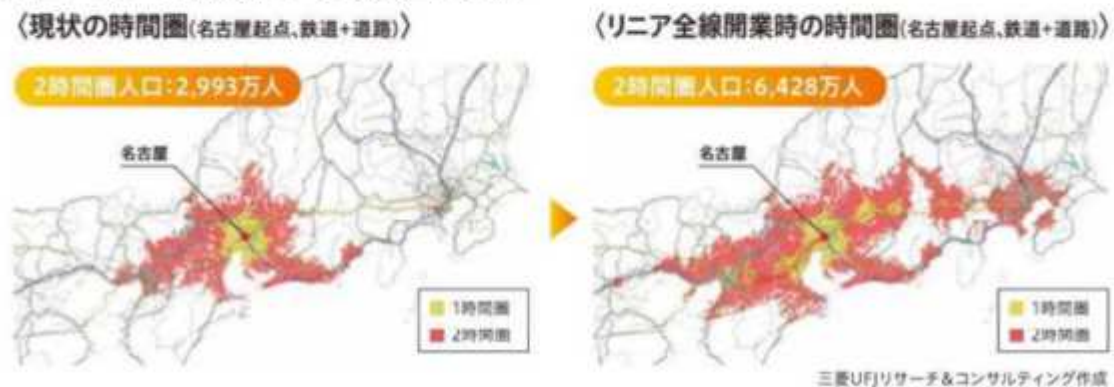 〈現状の時間圏(名古屋起点、鉄道+道路)〉
2時間圏人口:2,993万人
名古屋
1時間圏
2時間圏
〈リニア全線開業時の時間圏(名古屋起点、鉄道+道路)〉
2時間圏人口:6,428万人
名古屋
1時間圏
2時間圏
三菱UFJリサーチ&コンサルティング作成